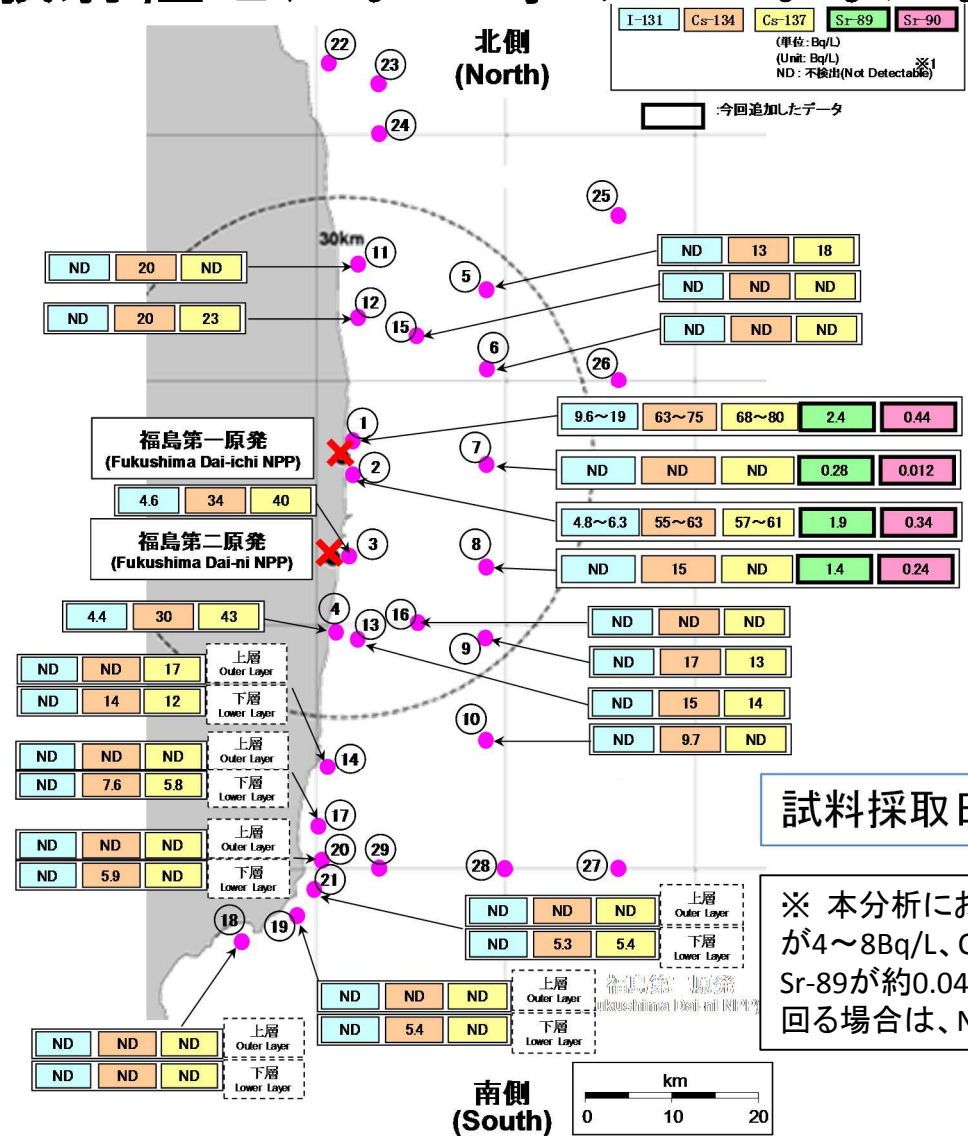 I-131 Cs-134 Cs-137 Sr-89 Sr-90
(単位:Bq/L)
(Unit: Bq/L)
ND : 不検出(Not Detectable)
※1
:今回追加したデータ
北側
(North)
22
23
24
25
30km
11
ND 20 ND
5
ND 13 18
ND ND ND
12
ND 20 23
15
ND ND ND
6
26
1
9.6～19 63～75 68～80 2.4 0.44
福島第一原発
(Fukushima Dai-ichi NPP)
7
ND ND ND 0.28 0.012
2
4.6 34 40
4.8～6.3 55～63 57～61 1.9 0.34
福島第二原発
(Fukushima Dai-ni NPP)
3
8
ND 15 ND 1.4 0.24
4.4 30 43
4
13
16
ND ND ND
9
ND 17 13
ND 15 14
10
ND 9.7 ND
ND ND 17 上層
Outer Layer
ND 14 12 下層
Lower Layer
14
ND ND ND 上層
Outer Layer
ND 7.6 5.8 下層
Lower Layer
17
試料採取日
ND ND ND 上層
Outer Layer
ND 5.9 ND 下層
Lower Layer
20
29
28
27
21
ND ND ND 上層
Outer Layer
ND 5.3 5.4 下層
Lower Layer
※ 本分析にお
が4～8Bq/L、C
Sr-89が約0.04
回る場合は、N
18
19
福島第二原発
ukushima Dai-ni NPP)
ND ND ND 上層
Outer Layer
ND 5.4 ND 下層
Lower Layer
ND ND ND 上層
Outer Layer
ND ND ND 下層
Lower Layer
南側
(South)
km
0 10 20